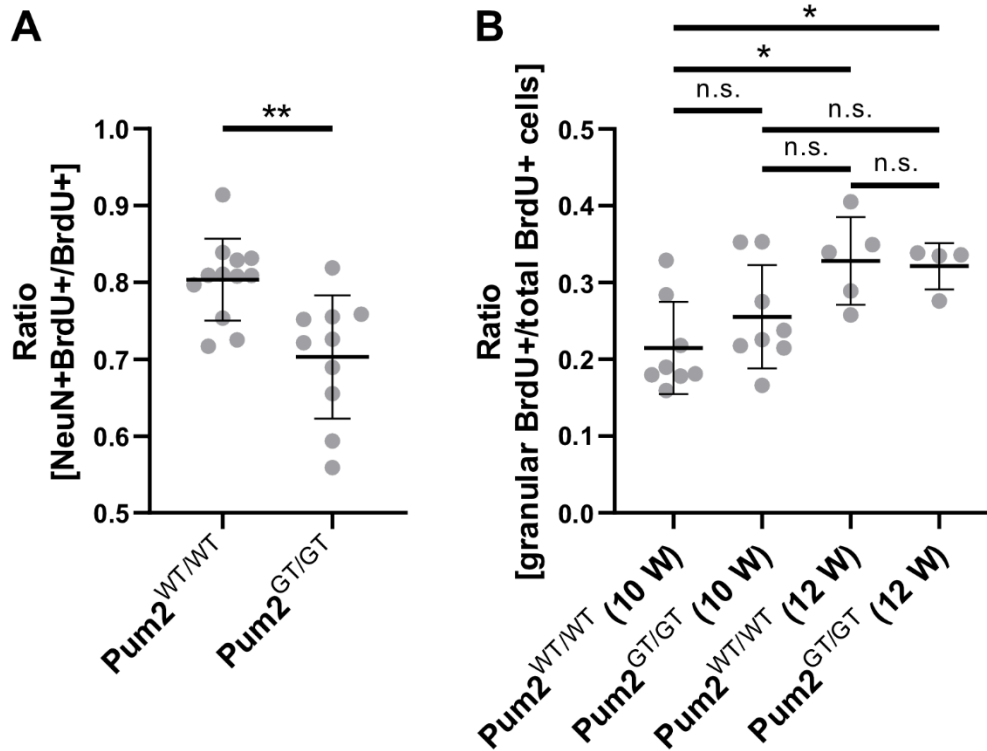 A
Ratio
[NeuN+BrdU+/BrdU+]
1.0
0.9
0.8
0.7
0.6
0.5
**
Pum2WT/WT
Pum2GT/GT
B
Ratio
[granular BrdU+/total BrdU+ cells]
0.5
0.4
0.3
0.2
0.1
0.0
*
*
n.s.
n.s.
n.s.
n.s.
Pum2WT/WT (10 W)
Pum2GT/GT (10 W)
Pum2WT/WT (12 W)
Pum2GT/GT (12 W)